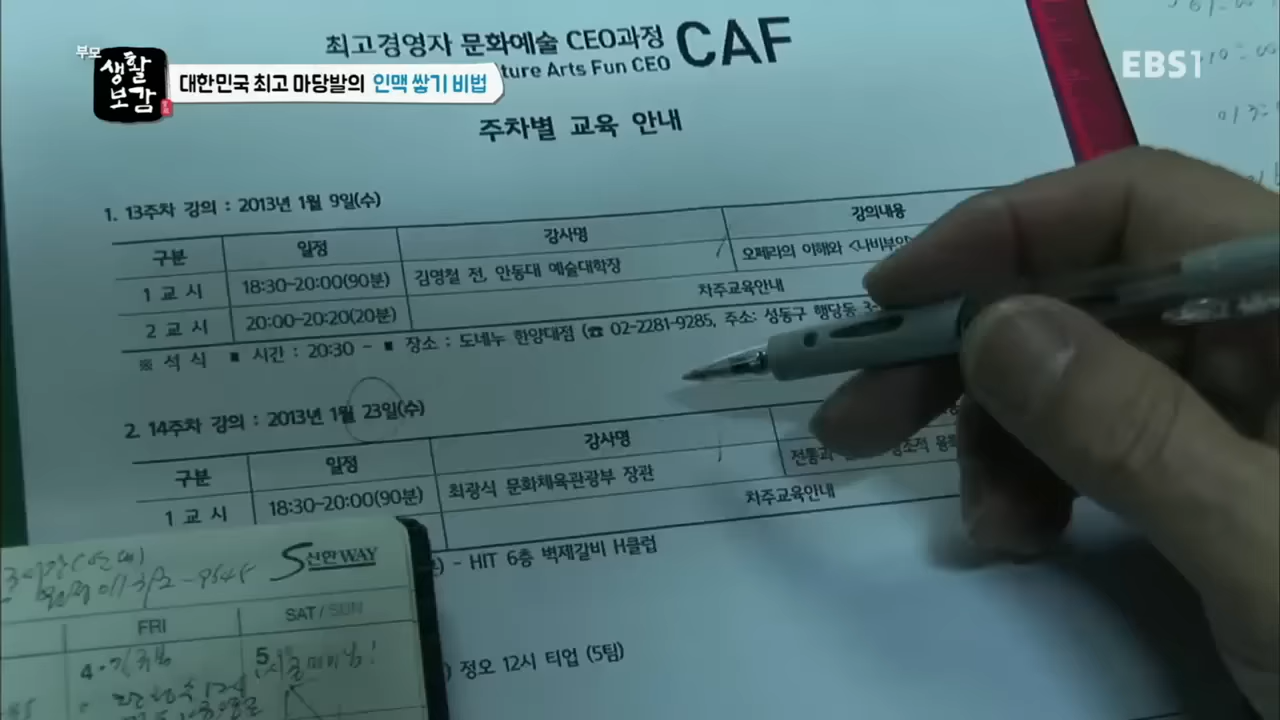 부모
생활
보감
대한민국 최고 마당발의 인맥 쌓기 비법
EBS1
최고경영자 문화예술 CEO과정 CAF
ture Arts Fun CEO
주차별 교육 안내
1. 13주차 강의 : 2013년 1월 9일(수)
구분 일정 강사명 강의내용
1 교 시 18:30-20:00(90분) 김영철 전, 안동대 예술대학장 오페라의 이해와 <나비부인
2 교 시 20:00-20:20(20분) 차주교육안내
※ 석 식 ■ 시간 : 20:30 - ■ 장소 : 도네누 한양대점 (☎ 02-2281-9285, 주소: 성동구 행당동 3-
2. 14주차 강의 : 2013년 1월 23일(수)
구분 일정 강사명
1 교 시 18:30-20:00(90분) 최광식 문화체육관광부 장관 전통과
차주교육안내
- HIT 6층 벽제갈비 H클럽
) 정오 12시 티업 (5팀)
S신한WAY
FRI SAT / SUN
4 5